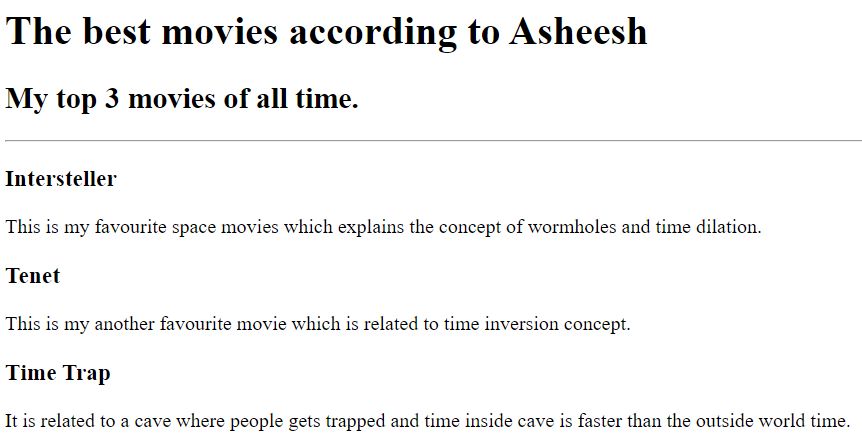 The best movies according to Asheesh
My top 3 movies of all time.
Intersteller
This is my favourite space movies which explains the concept of wormholes and time dilation.
Tenet
This is my another favourite movie which is related to time inversion concept.
Time Trap
It is related to a cave where people gets trapped and time inside cave is faster than the outside world time.